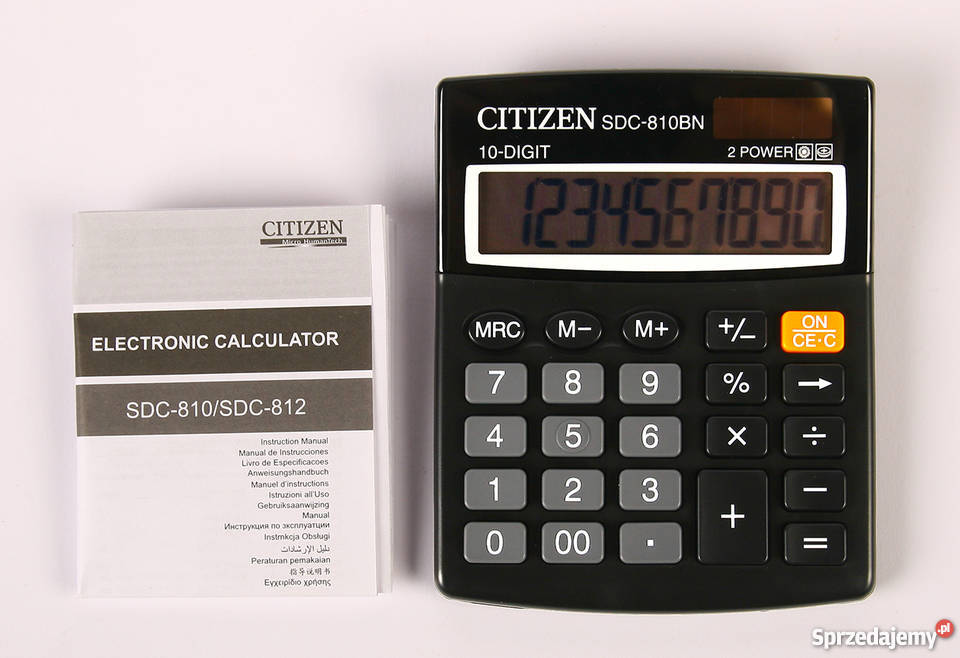 CITIZEN
Micro HumanTech
ELECTRONIC CALCULATOR
SDC-810/SDC-812
Instruction Manual
Manual de Instrucciones
Livro de Especificacoes
Anweisungshandbuch
Manuel d'instructions
Istruzioni all'Uso
Gebruiksaanwijzing
Manual
Инструкция по эксплуатции
Instrnkcja Obsługi
دليل الإرشادات
Peraturan pemakaian
指导说明书
Εγχειρίδιο χρήσης
CITIZEN SDC-810BN
10-DIGIT 2 POWER
1234567890
MRC M− M+ +/− ON
CE·C
7 8 9 % →
4 5 6 × ÷
1 2 3 + −
0 00 . =
Sprzedajemy.pl